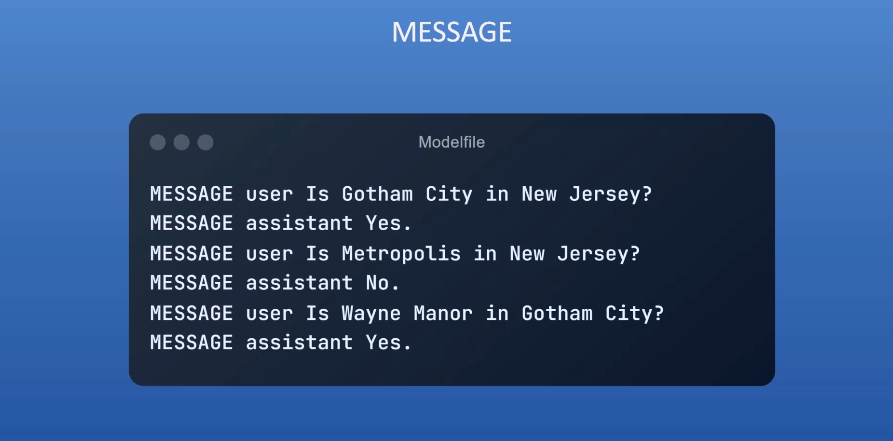 MESSAGE
Modelfile
MESSAGE user Is Gotham City in New Jersey?
MESSAGE assistant Yes.
MESSAGE user Is Metropolis in New Jersey?
MESSAGE assistant No.
MESSAGE user Is Wayne Manor in Gotham City?
MESSAGE assistant Yes.